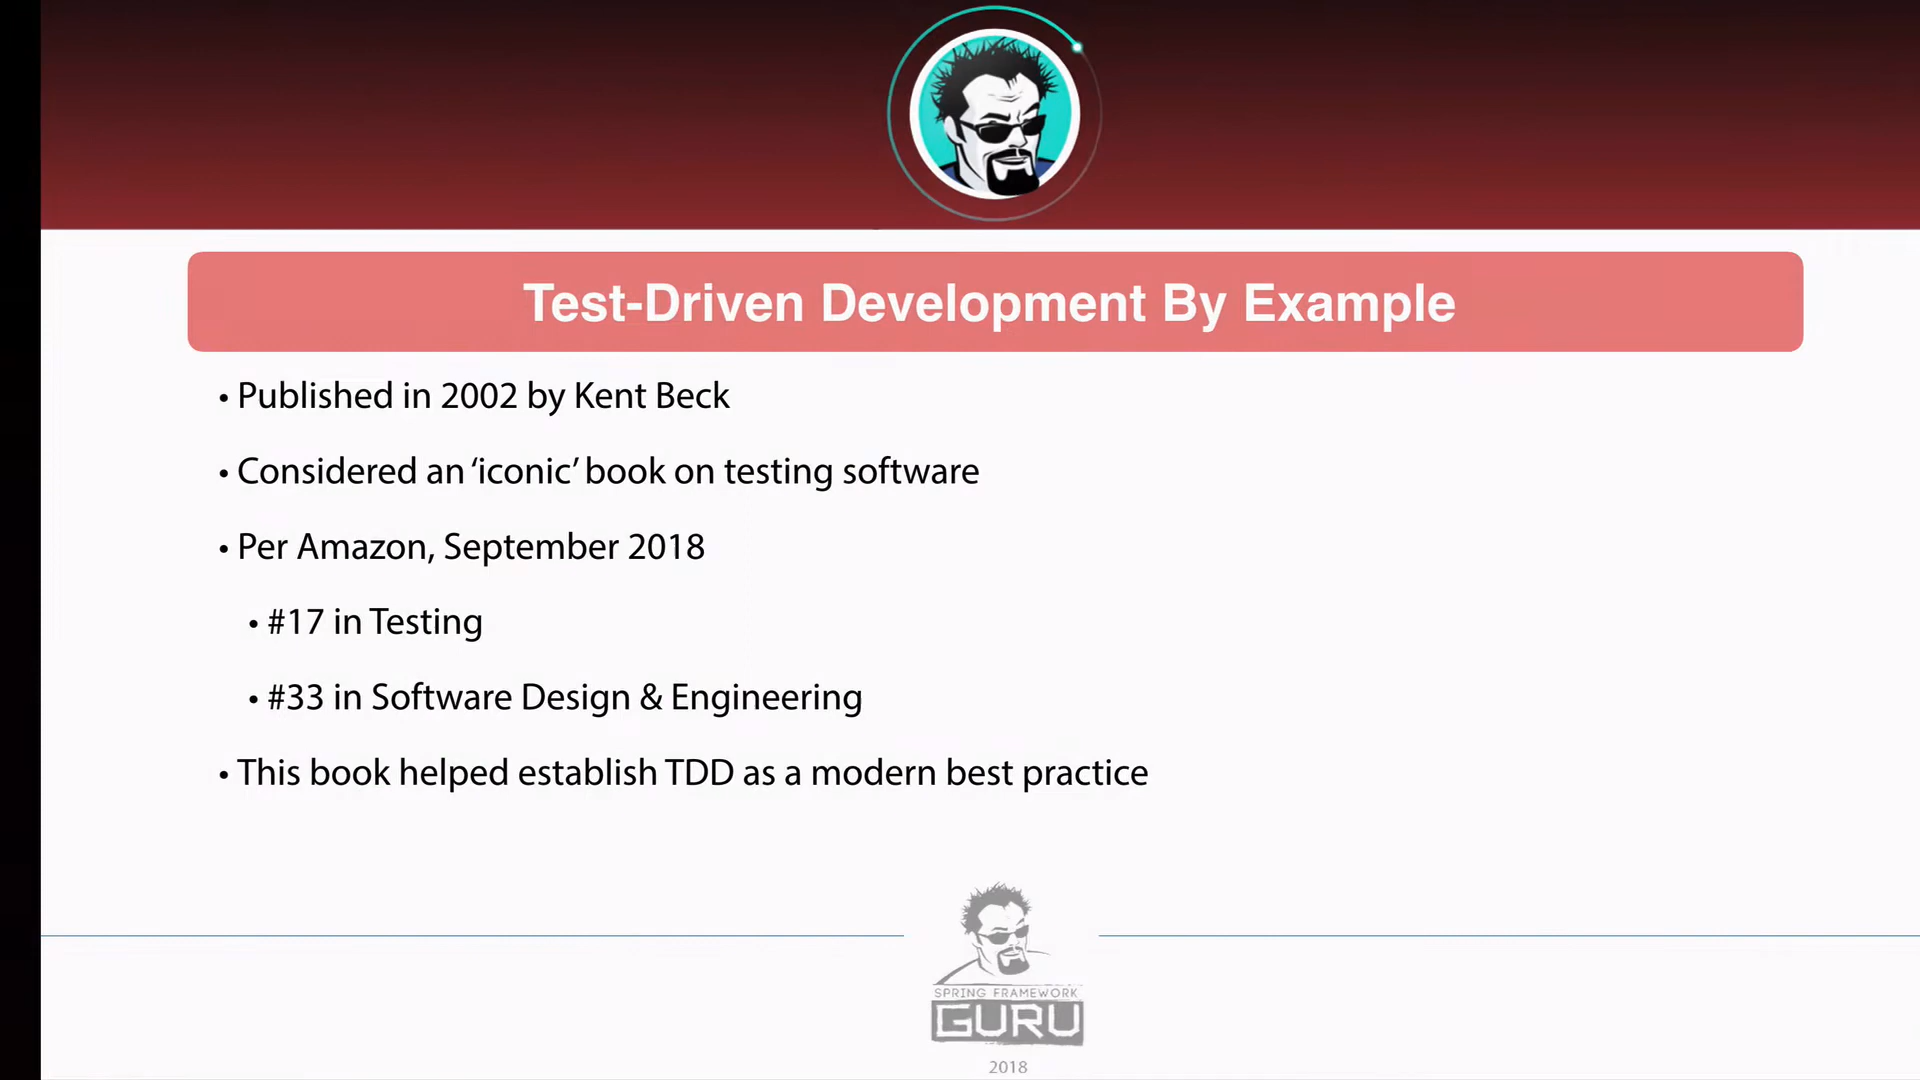 Test-Driven Development By Example
• Published in 2002 by Kent Beck
• Considered an ‘iconic’ book on testing software
• Per Amazon, September 2018
• #17 in Testing
• #33 in Software Design & Engineering
• This book helped establish TDD as a modern best practice
SPRING FRAMEWORK
GURU
2018